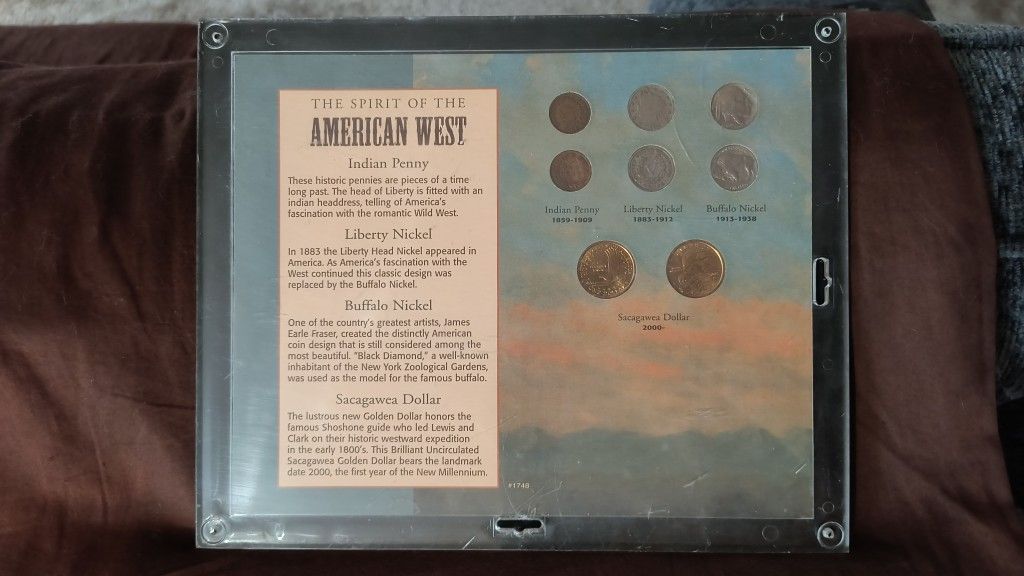 THE SPIRIT OF THE
AMERICAN WEST
Indian Penny
These historic pennies are pieces of a time
long past. The head of Liberty is fitted with an
indian headdress, telling of America's
fascination with the romantic Wild West.
Liberty Nickel
In 1883 the Liberty Head Nickel appeared in
America. As America's fascination with the
West continued this classic design was
replaced by the Buffalo Nickel.
Buffalo Nickel
One of the country's greatest artists, James
Earle Fraser, created the distinctly American
coin design that is still considered among the
most beautiful. "Black Diamond," a well-known
inhabitant of the New York Zoological Gardens,
was used as the model for the famous buffalo.
Sacagawea Dollar
The lustrous new Golden Dollar honors the
famous Shoshone guide who led Lewis and
Clark on their historic westward expedition
in the early 1800's. This Brilliant Uncirculated
Sacagawea Golden Dollar bears the landmark
date 2000, the first year of the New Millennium.
Indian Penny
1859-1909
Liberty Nickel
1883-1912
Buffalo Nickel
1913-1938
Sacagawea Dollar
2000-
#1748